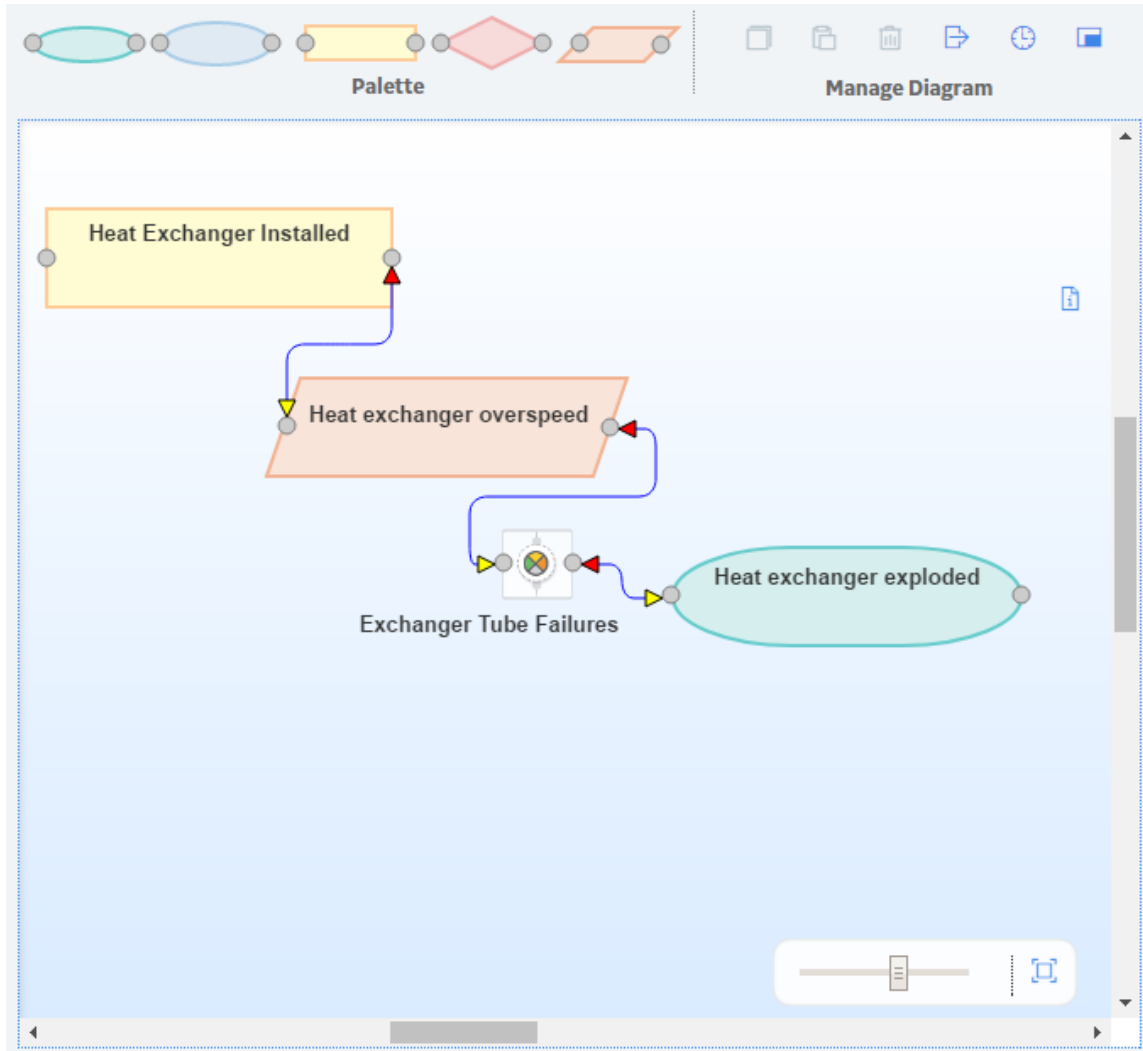 Palette
Manage Diagram
Heat Exchanger Installed
Heat exchanger overspeed
Heat exchanger exploded
Exchanger Tube Failures